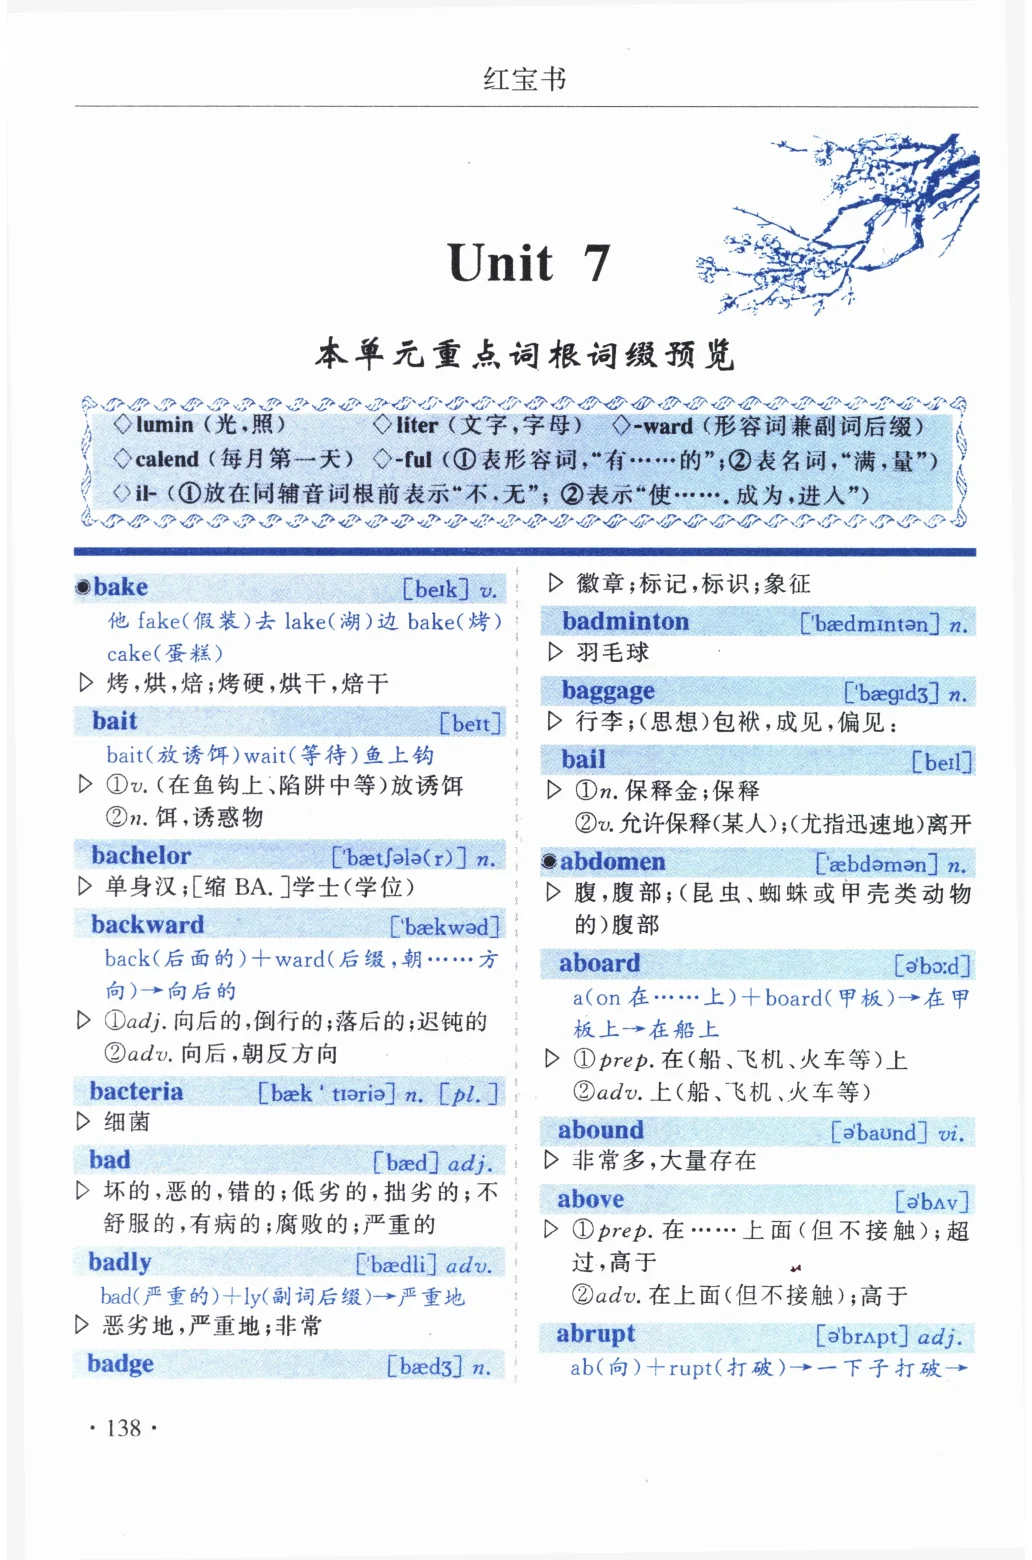 红宝书
Unit 7
本单元重点词根词缀预览
◇lumin (光,照) ◇liter (文字,字母) ◇-ward (形容词兼副词后缀)
◇calend (每月第一天) ◇-ful (①表形容词,“有……的”;②表名词,“满,量”)
◇il- (①放在同辅音词根前表示“不,无”; ②表示“使……,成为,进入”)
◉bake [beɪk] v.
他 fake(假装)去 lake(湖)边 bake(烤)
cake(蛋糕)
▷ 烤,烘,焙;烤硬,烘干,焙干
bait [beɪt]
bait(放诱饵)wait(等待)鱼上钩
▷ ①v. (在鱼钩上、陷阱中等)放诱饵
②n. 饵,诱惑物
bachelor ['bætʃələ(r)] n.
▷ 单身汉;[缩 BA. ]学士(学位)
backward ['bækwəd]
back(后面的)+ward(后缀,朝……方
向)→向后的
▷ ①adj. 向后的,倒行的;落后的;迟钝的
②adv. 向后,朝反方向
bacteria [bæk ' tɪəriə] n. [pl. ]
▷ 细菌
bad [bæd] adj.
▷ 坏的,恶的,错的;低劣的,拙劣的;不
舒服的,有病的;腐败的;严重的
badly ['bædli] adv.
bad(严重的)+ly(副词后缀)→严重地
▷ 恶劣地,严重地;非常
badge [bædʒ] n.
▷ 徽章;标记,标识;象征
badminton ['bædmɪntən] n.
▷ 羽毛球
baggage ['bægɪdʒ] n.
▷ 行李;(思想)包袱,成见,偏见;
bail [beɪl]
▷ ①n. 保释金;保释
②v. 允许保释(某人);(尤指迅速地)离开
◉abdomen ['æbdəmən] n.
▷ 腹,腹部;(昆虫、蜘蛛或甲壳类动物
的)腹部
aboard [ə'bɔ:d]
a(on 在……上)+board(甲板)→在甲
板上→在船上
▷ ①prep. 在(船、飞机、火车等)上
②adv. 上(船、飞机、火车等)
abound [ə'baʊnd] vi.
▷ 非常多,大量存在
above [ə'bʌv]
▷ ①prep. 在……上面(但不接触);超
过,高于
②adv. 在上面(但不接触);高于
abrupt [ə'brʌpt] adj.
ab(向)+rupt(打破)→一下子打破→
· 138 ·